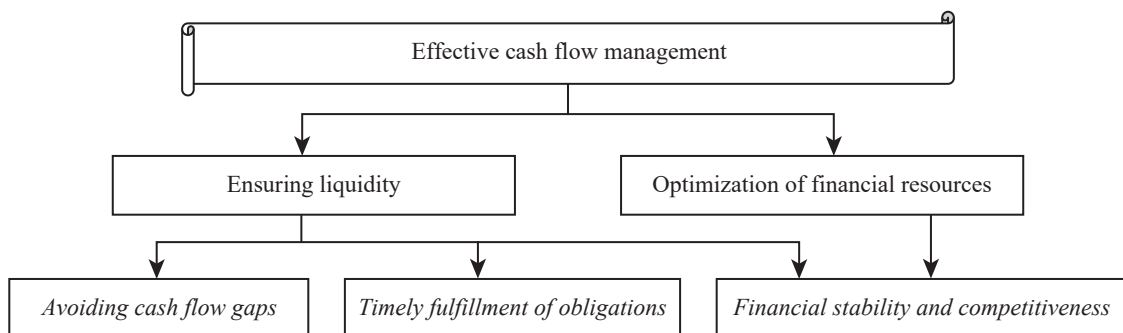 Effective cash flow management
Ensuring liquidity
Optimization of financial resources
Avoiding cash flow gaps
Timely fulfillment of obligations
Financial stability and competitiveness